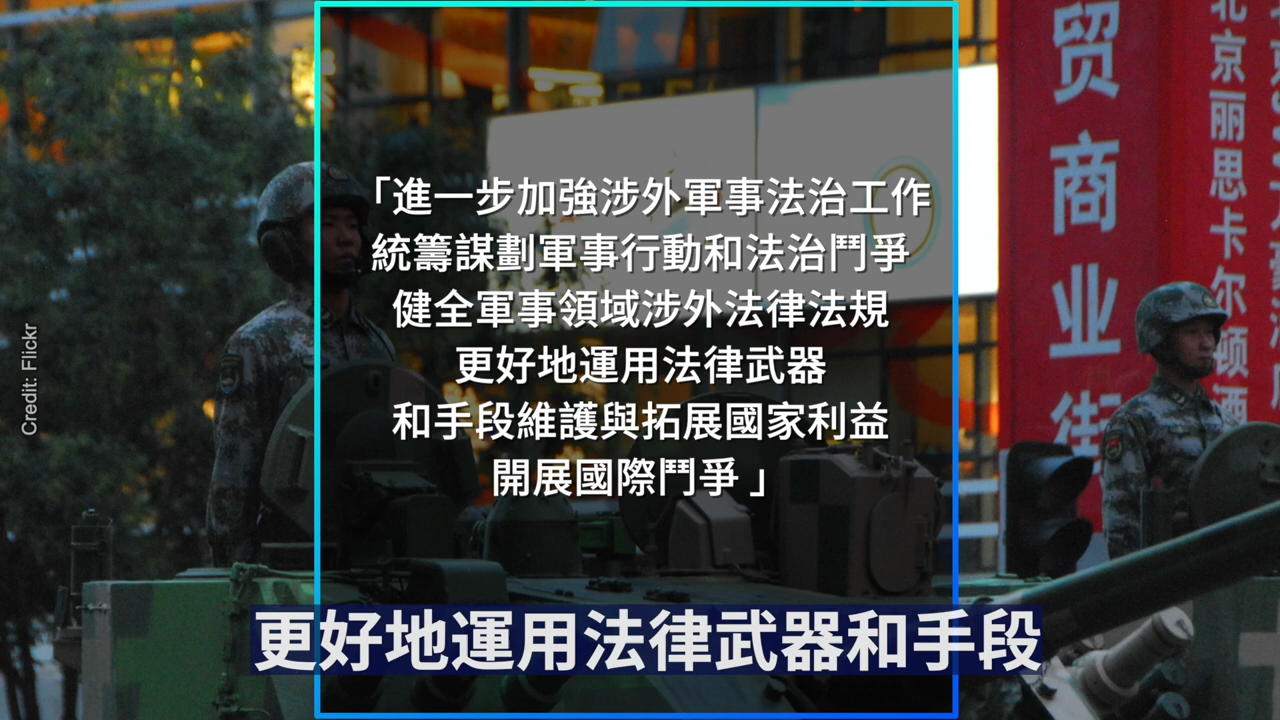 「進一步加強涉外軍事法治工作
統籌謀劃軍事行動和法治鬥爭
健全軍事領域涉外法律法規
更好地運用法律武器
和手段維護與拓展國家利益
開展國際鬥爭」
更好地運用法律武器和手段
Credit: Flickr
贸商业街
北京丽思卡尔顿酒